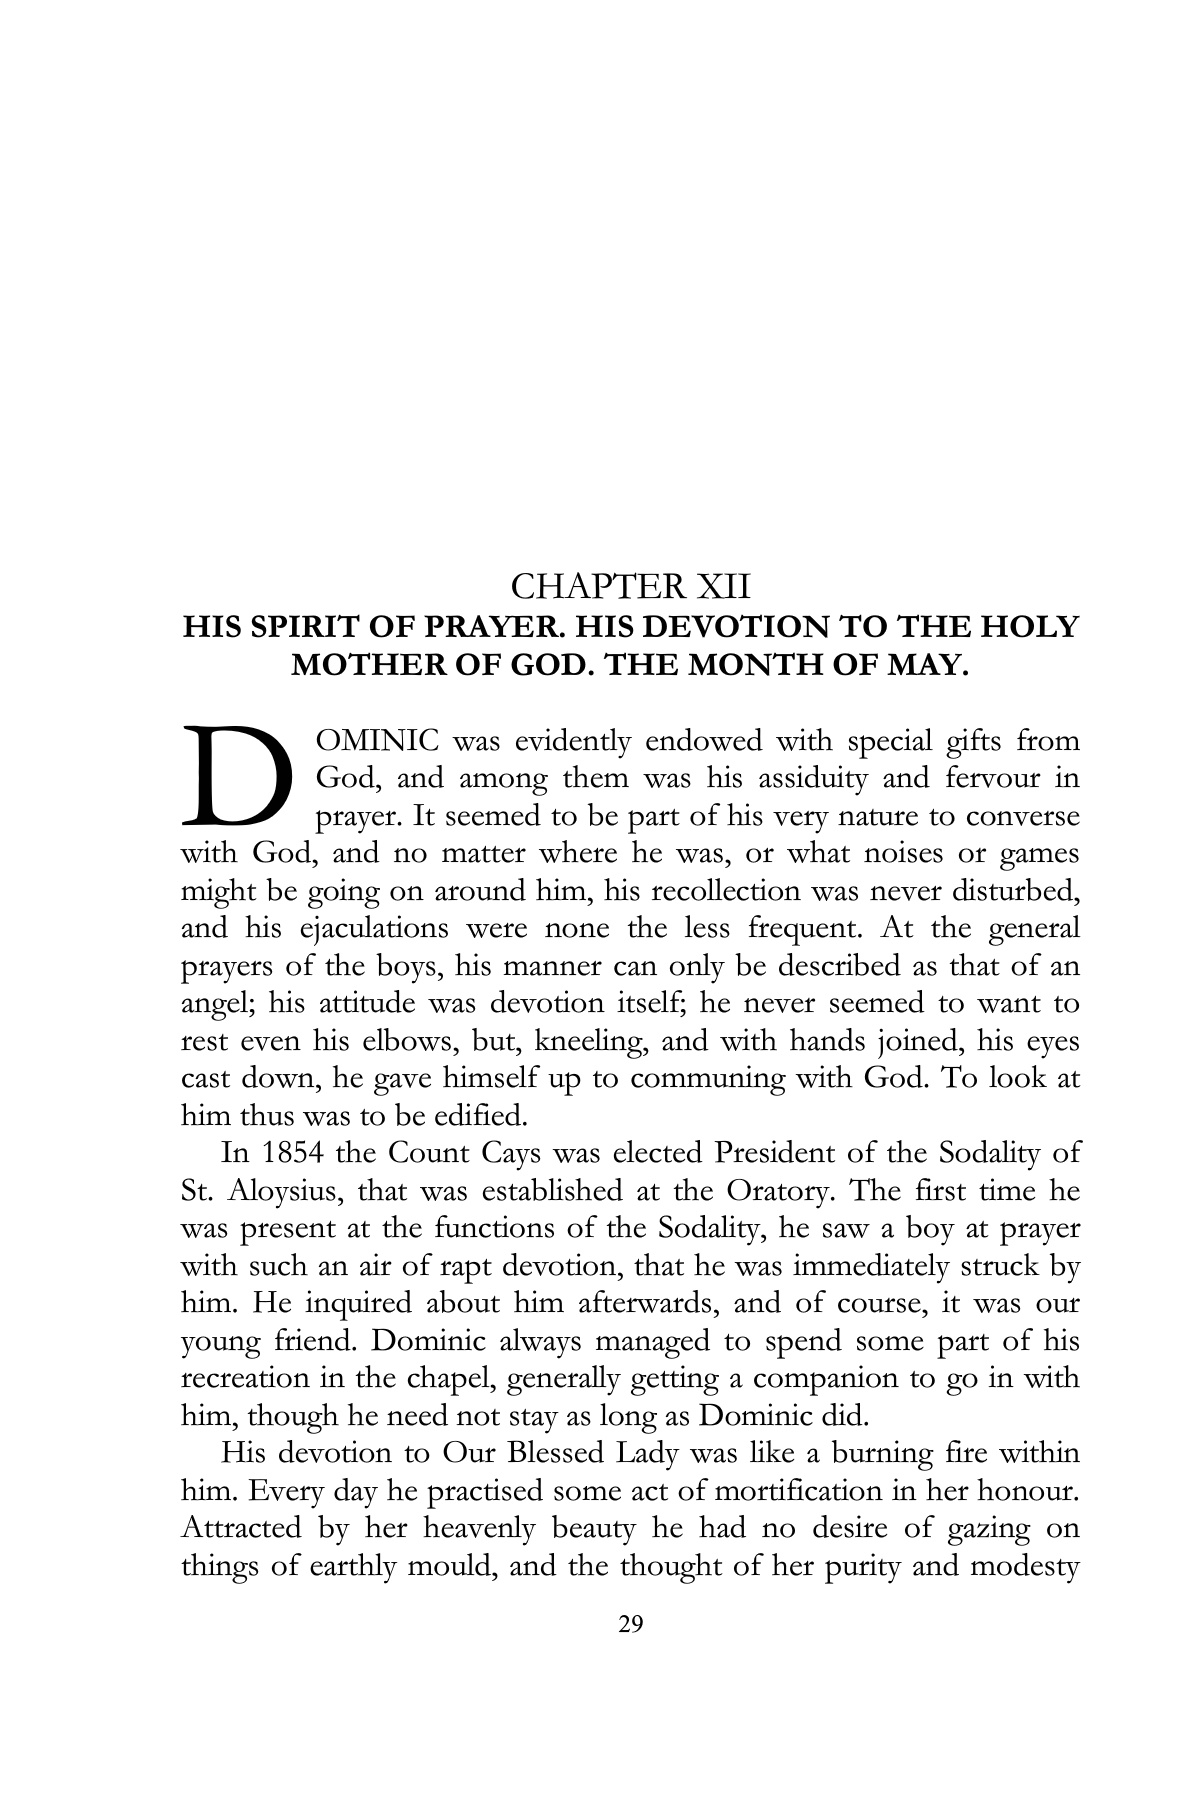 CHAPTER XII
HIS SPIRIT OF PRAYER. HIS DEVOTION TO THE HOLY
MOTHER OF GOD. THE MONTH OF MAY.
DOMINIC was evidently endowed with special gifts from
God, and among them was his assiduity and fervour in
prayer. It seemed to be part of his very nature to converse
with God, and no matter where he was, or what noises or games
might be going on around him, his recollection was never disturbed,
and his ejaculations were none the less frequent. At the general
prayers of the boys, his manner can only be described as that of an
angel; his attitude was devotion itself; he never seemed to want to
rest even his elbows, but, kneeling, and with hands joined, his eyes
cast down, he gave himself up to communing with God. To look at
him thus was to be edified.
In 1854 the Count Cays was elected President of the Sodality of
St. Aloysius, that was established at the Oratory. The first time he
was present at the functions of the Sodality, he saw a boy at prayer
with such an air of rapt devotion, that he was immediately struck by
him. He inquired about him afterwards, and of course, it was our
young friend. Dominic always managed to spend some part of his
recreation in the chapel, generally getting a companion to go in with
him, though he need not stay as long as Dominic did.
His devotion to Our Blessed Lady was like a burning fire within
him. Every day he practised some act of mortification in her honour.
Attracted by her heavenly beauty he had no desire of gazing on
things of earthly mould, and the thought of her purity and modesty
29